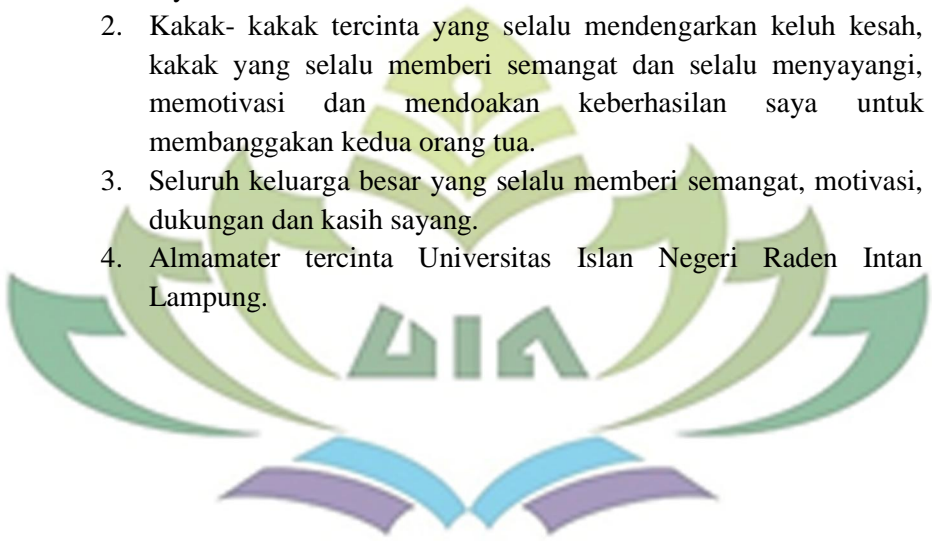 2. Kakak- kakak tercinta yang selalu mendengarkan keluh kesah,
kakak yang selalu memberi semangat dan selalu menyayangi,
memotivasi dan mendoakan keberhasilan saya untuk
membanggakan kedua orang tua.
3. Seluruh keluarga besar yang selalu memberi semangat, motivasi,
dukungan dan kasih sayang.
4. Almamater tercinta Universitas Islan Negeri Raden Intan
Lampung.
UIN